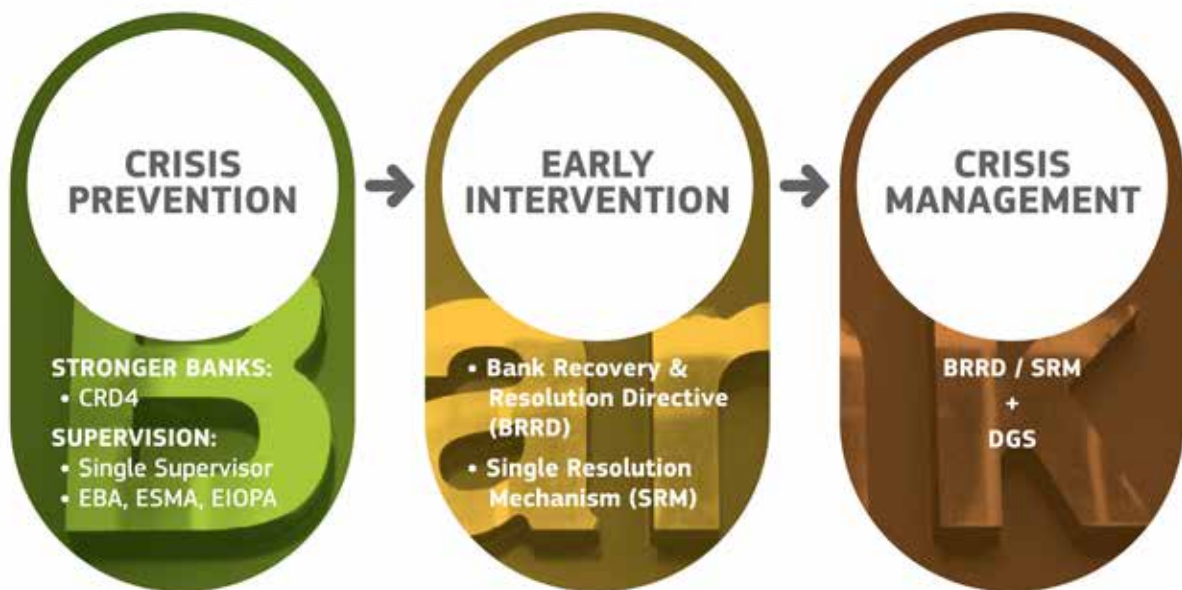 CRISIS
PREVENTION
EARLY
INTERVENTION
CRISIS
MANAGEMENT
STRONGER BANKS:
• CRD4
SUPERVISION:
• Single Supervisor
• EBA, ESMA, EIOPA
• Bank Recovery &
Resolution Directive
(BRRD)
• Single Resolution
Mechanism (SRM)
BRRD / SRM
+
DGS
Bank